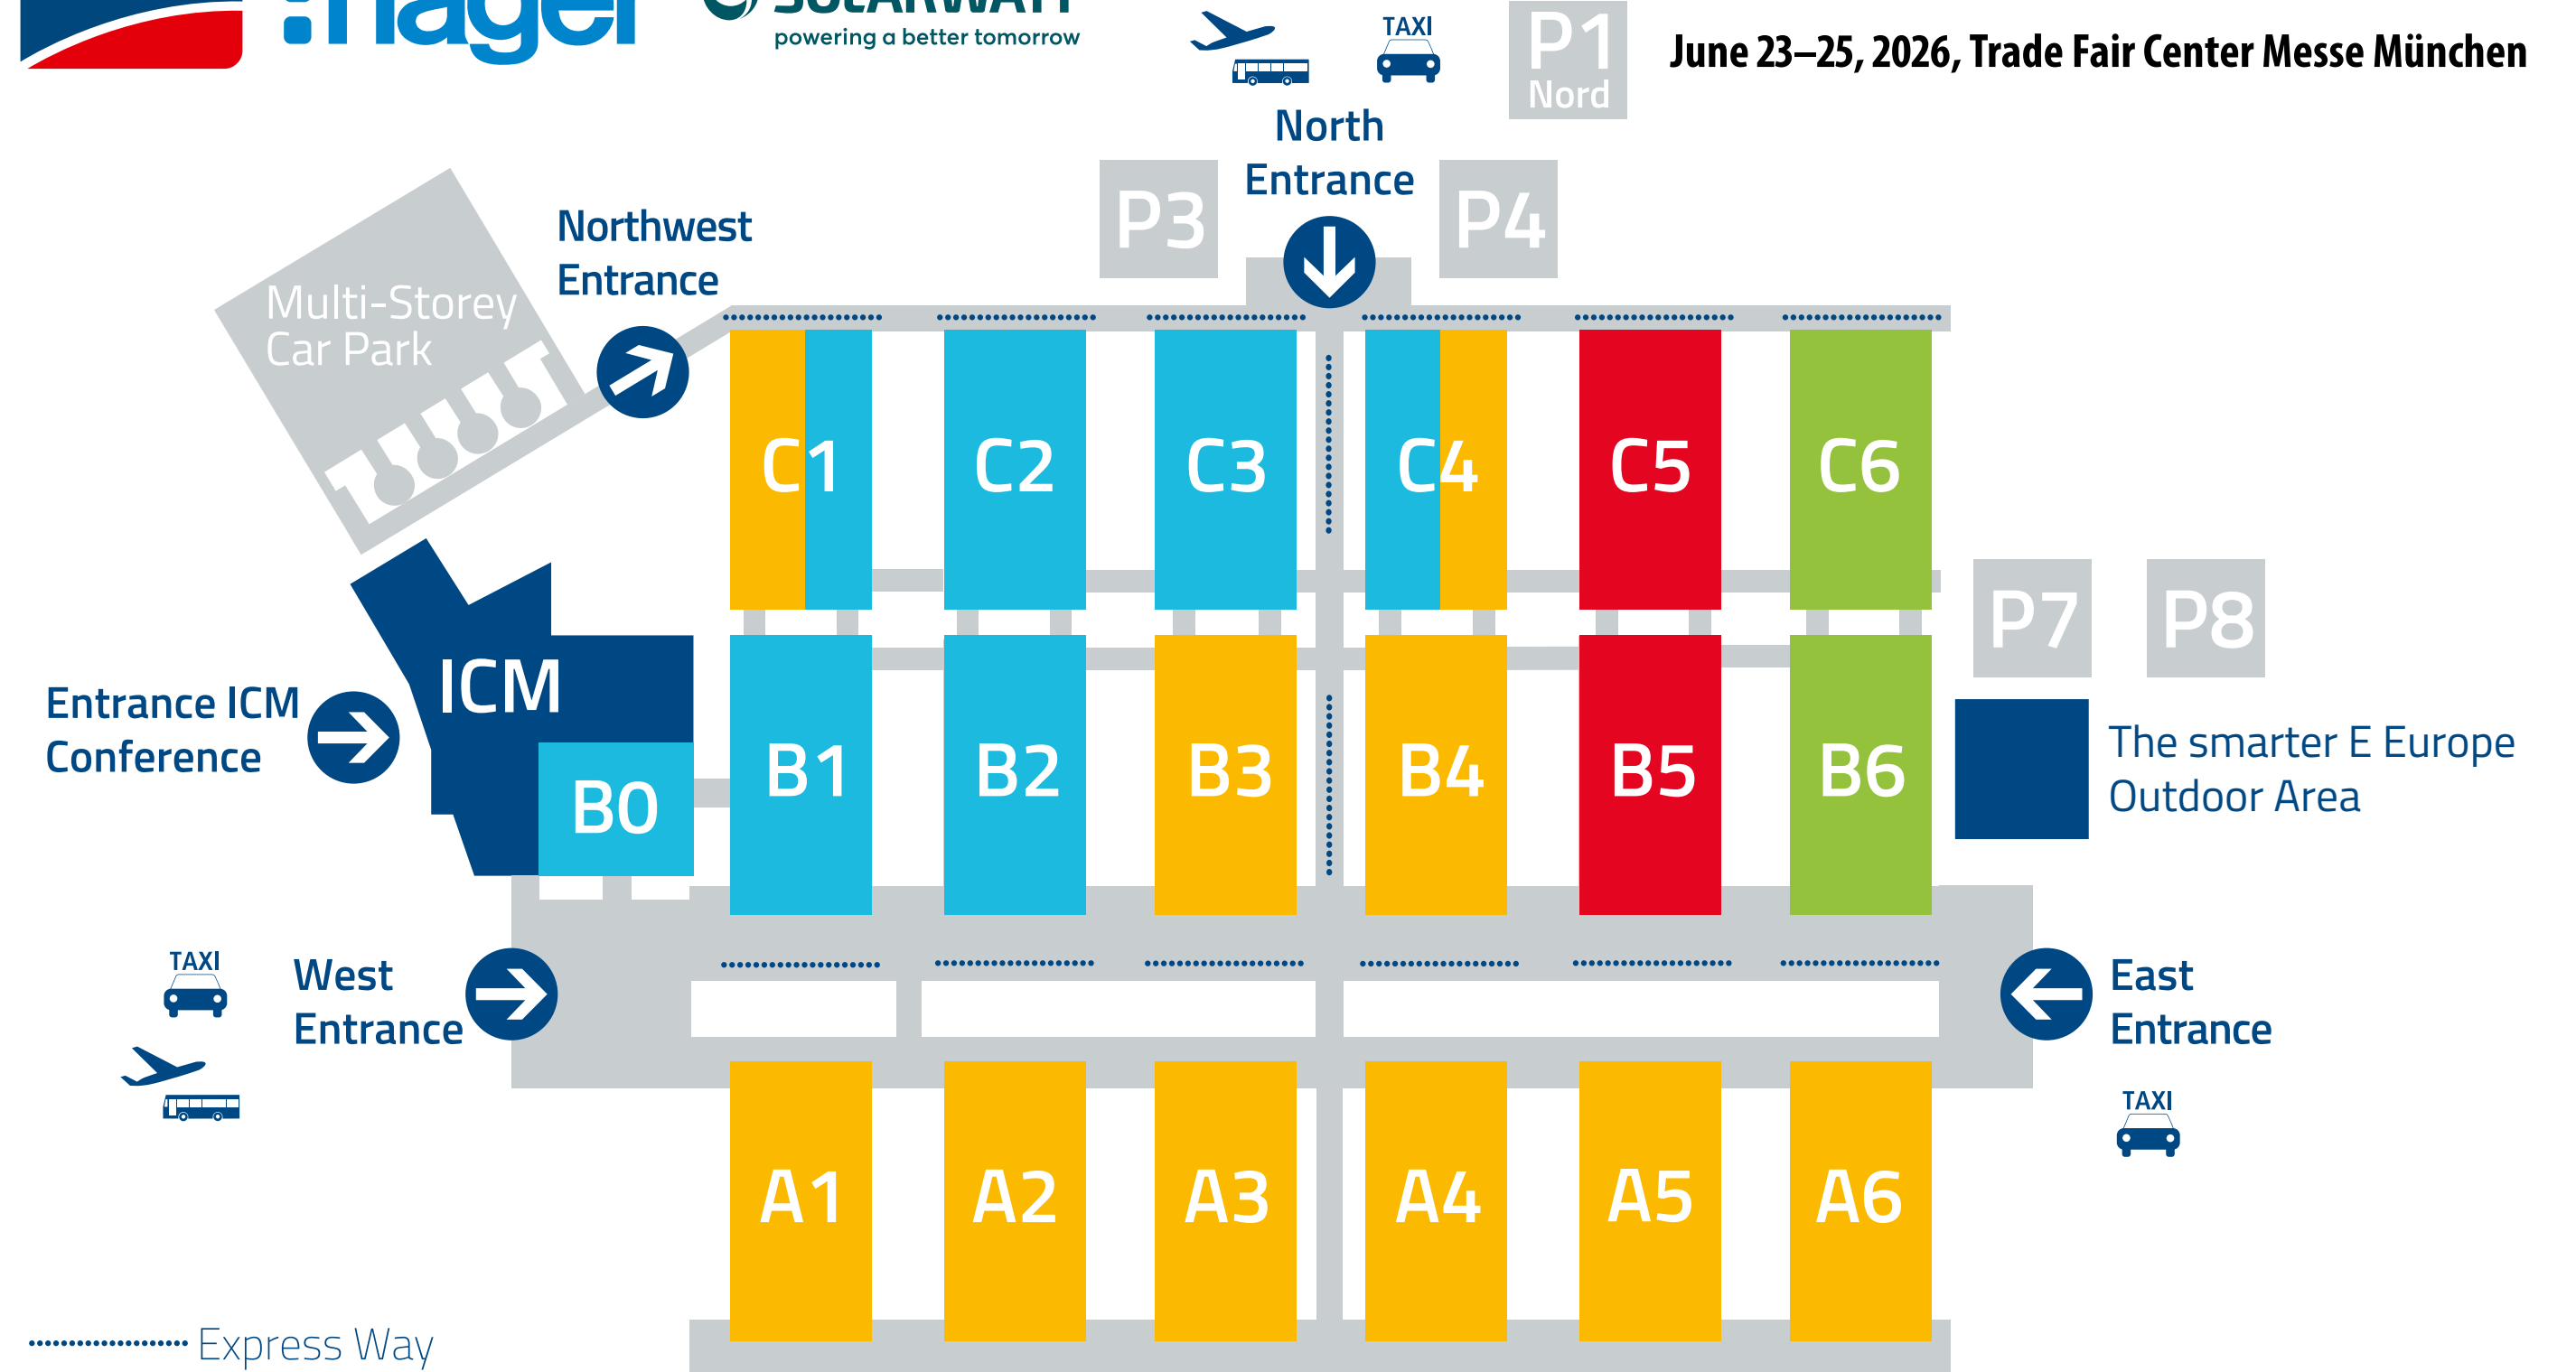 :hager
SOLARWATT
powering a better tomorrow
TAXI
P1
Nord
June 23–25, 2026, Trade Fair Center Messe München
North
Entrance
P3
P4
Northwest
Entrance
Multi-Storey
Car Park
C1
C2
C3
C4
C5
C6
P7
P8
ICM
Entrance ICM
Conference
B0
B1
B2
B3
B4
B5
B6
The smarter E Europe
Outdoor Area
TAXI
West
Entrance
East
Entrance
TAXI
A1
A2
A3
A4
A5
A6
Express Way